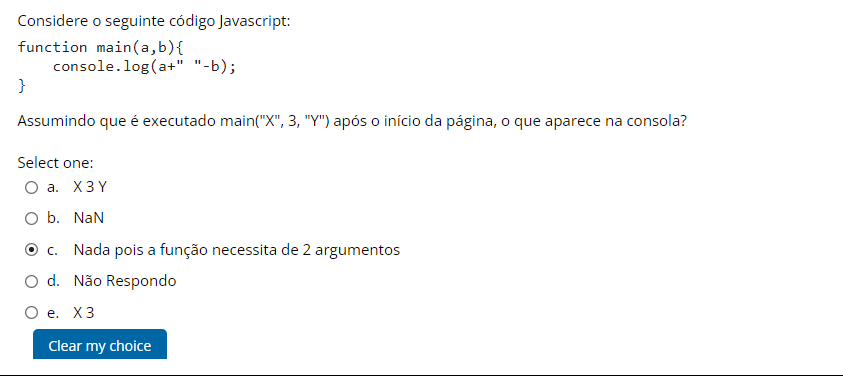 Considere o seguinte código Javascript:
function main(a,b){
    console.log(a+" "-b);
}
Assumindo que é executado main("X", 3, "Y") após o início da página, o que aparece na consola?
Select one:
a. X 3 Y
b. NaN
c. Nada pois a função necessita de 2 argumentos
d. Não Respondo
e. X 3
Clear my choice